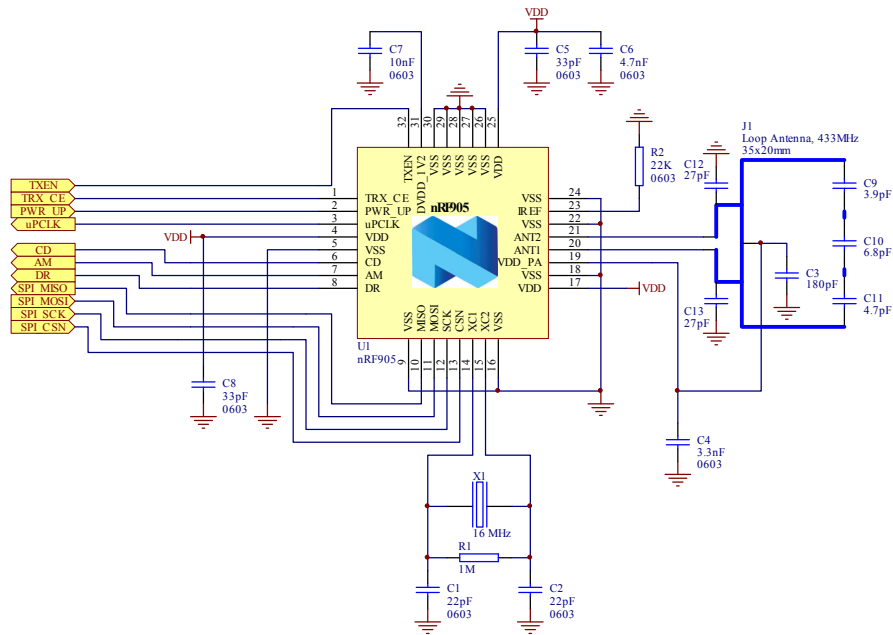 VDD
C7
10nF
0603
C5
33pF
0603
C6
4.7nF
0603
32
31
30
29
28
27
26
25
TXEN
DVDD_1V2
VSS
VSS
VSS
VSS
VSS
VDD
R2
22K
0603
J1
Loop Antenna, 433MHz
35x20mm
C12
27pF
C9
3.9pF
C10
6.8pF
C11
4.7pF
C3
180pF
C13
27pF
TXEN
TRX_CE
PWR_UP
uPCLK
CD
AM
DR
SPI_MISO
SPI_MOSI
SPI_SCK
SPI_CSN
VDD
1
2
3
4
5
6
7
8
TRX_CE
PWR_UP
uPCLK
VDD
VSS
CD
AM
DR
nRF905
VSS
IREF
VSS
ANT2
ANT1
VDD_PA
VSS
VDD
24
23
22
21
20
19
18
17
VDD
VSS
MISO
MOSI
SCK
CSN
XC1
XC2
VSS
U1
nRF905
9
10
11
12
13
14
15
16
C8
33pF
0603
C4
3.3nF
0603
X1
16 MHz
R1
1M
C1
22pF
0603
C2
22pF
0603